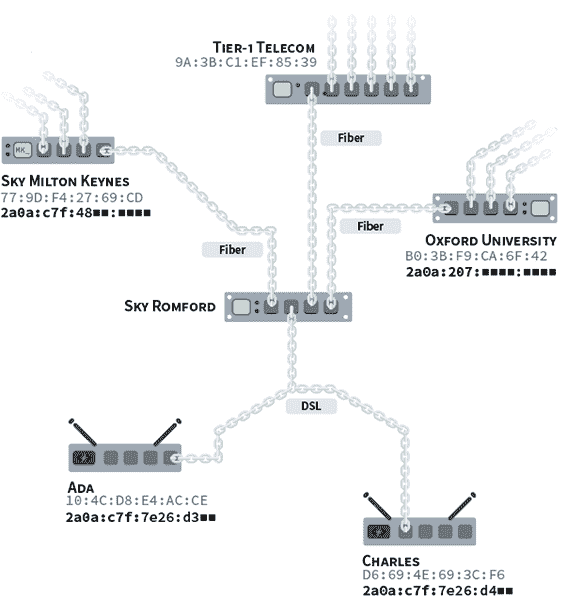 Tier-1 Telecom
9A:3B:C1:EF:85:39
Fiber
MK_
Sky Milton Keynes
77:9D:F4:27:69:CD
2a0a:c7f:48■■:■■■■
Fiber
Fiber
Oxford University
B0:3B:F9:CA:6F:42
2a0a:207:■■■■:■■■■
Sky Romford
DSL
Ada
10:4C:D8:E4:AC:CE
2a0a:c7f:7e26:d3■■
Charles
D6:69:4E:69:3C:F6
2a0a:c7f:7e26:d4■■